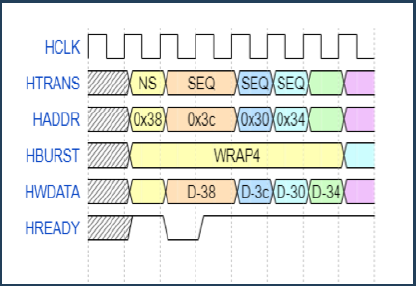 HCLK
HTRANS NS SEQ SEQ SEQ
HADDR 0x38 0x3c 0x30 0x34
HBURST WRAP4
HWDATA D-38 D-3c D-30 D-34
HREADY